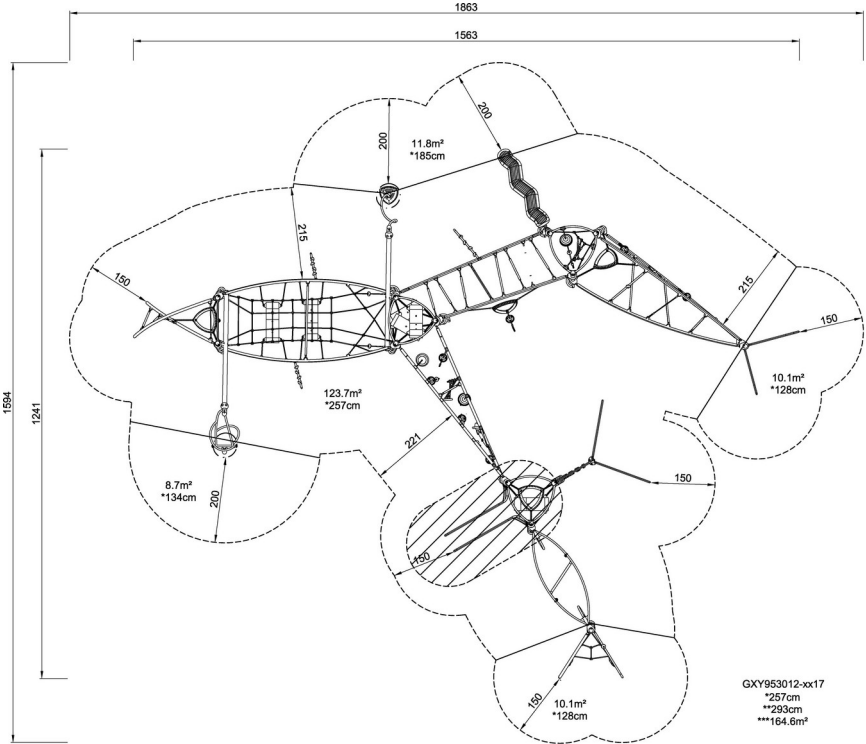 1863
1563
200
200
11.8m²
*185cm
215
150
215
150
10.1m²
*128cm
1594
1241
123.7m²
*257cm
221
8.7m²
*134cm
200
150
150
150
10.1m²
*128cm
GXY953012-xx17
*257cm
**293cm
***164.6m²